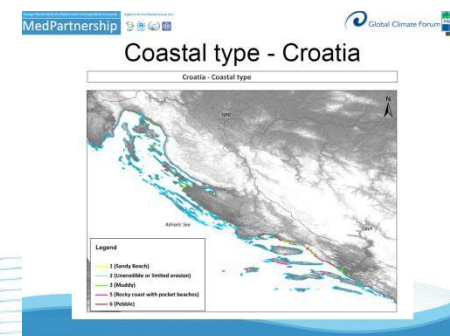 MedPartnership
Global Climate Forum
Coastal type - Croatia
Croatia - Coastal type
N
Adriatic Sea
Legend
1 (Sandy Beach)
2 (Unerodible or limited erosion)
3 (Muddy)
5 (Rocky coast with pocket beaches)
6 (Pebble)